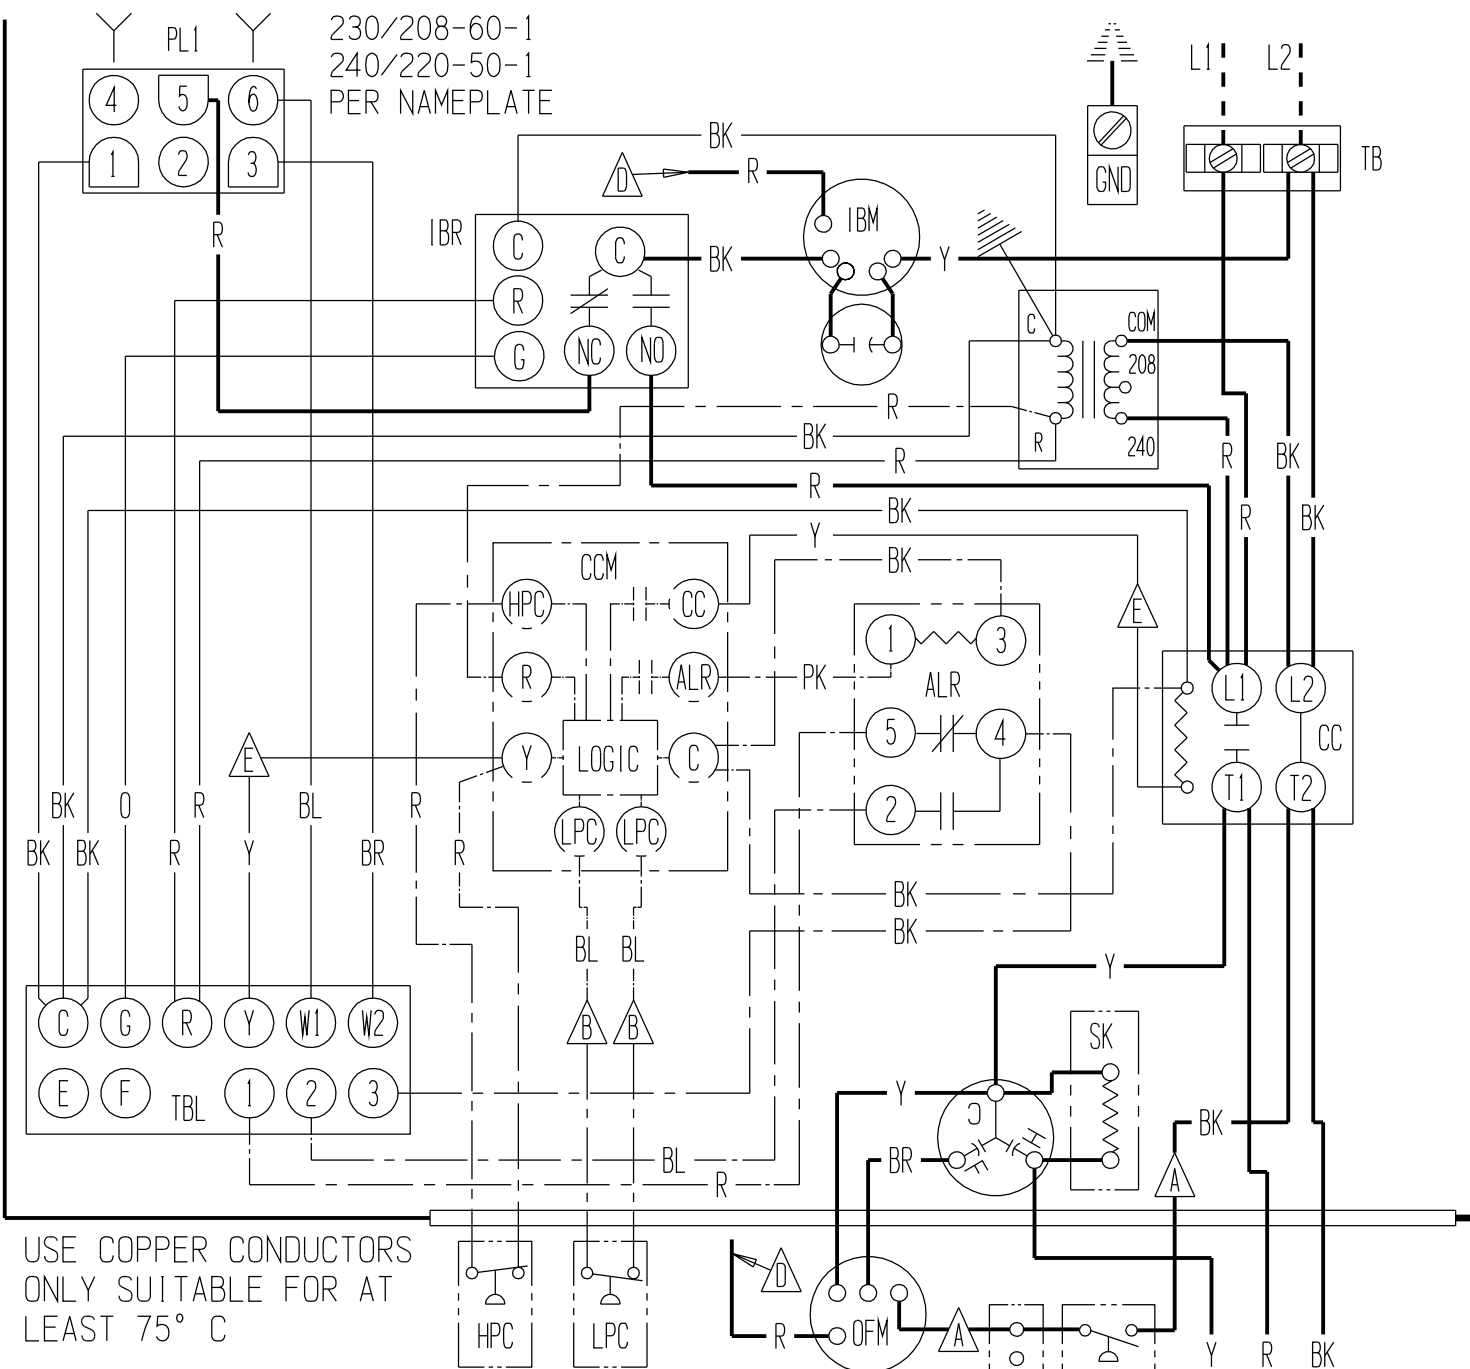 230/208-60-1
240/220-50-1
PER NAMEPLATE
PL1
4 5 6
1 2 3
L1 L2
TB
GND
BK
D R
IBM
IBR
C C
R
G NC NO
R
BK
Y
C COM
208
R 240
R
BK
R
R
BK
Y
BK
R BK
R BK
CCM
HPC CC
R ALR
Y LOGIC C
LPC LPC
PK
1 3
ALR
5 4
2
E
L1 L2
CC
T1 T2
E
BK O R BL R
BK BK R Y BR R
BK
BK
BL BL
B B
Y
C G R Y W1 W2
E F TBL 1 2 3
SK
Y
C
H
F
BR
BK
A
BL
R
USE COPPER CONDUCTORS
ONLY SUITABLE FOR AT
LEAST 75° C
HPC LPC
D
R OFM A
Y R BK